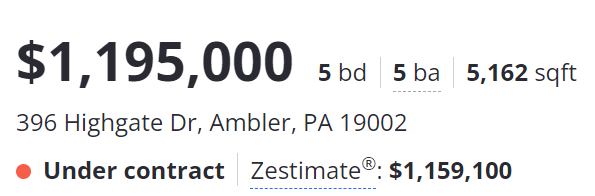 $1,195,000 5 bd 5 ba 5,162 sqft
396 Highgate Dr, Ambler, PA 19002
Under contract Zestimate®: $1,159,100